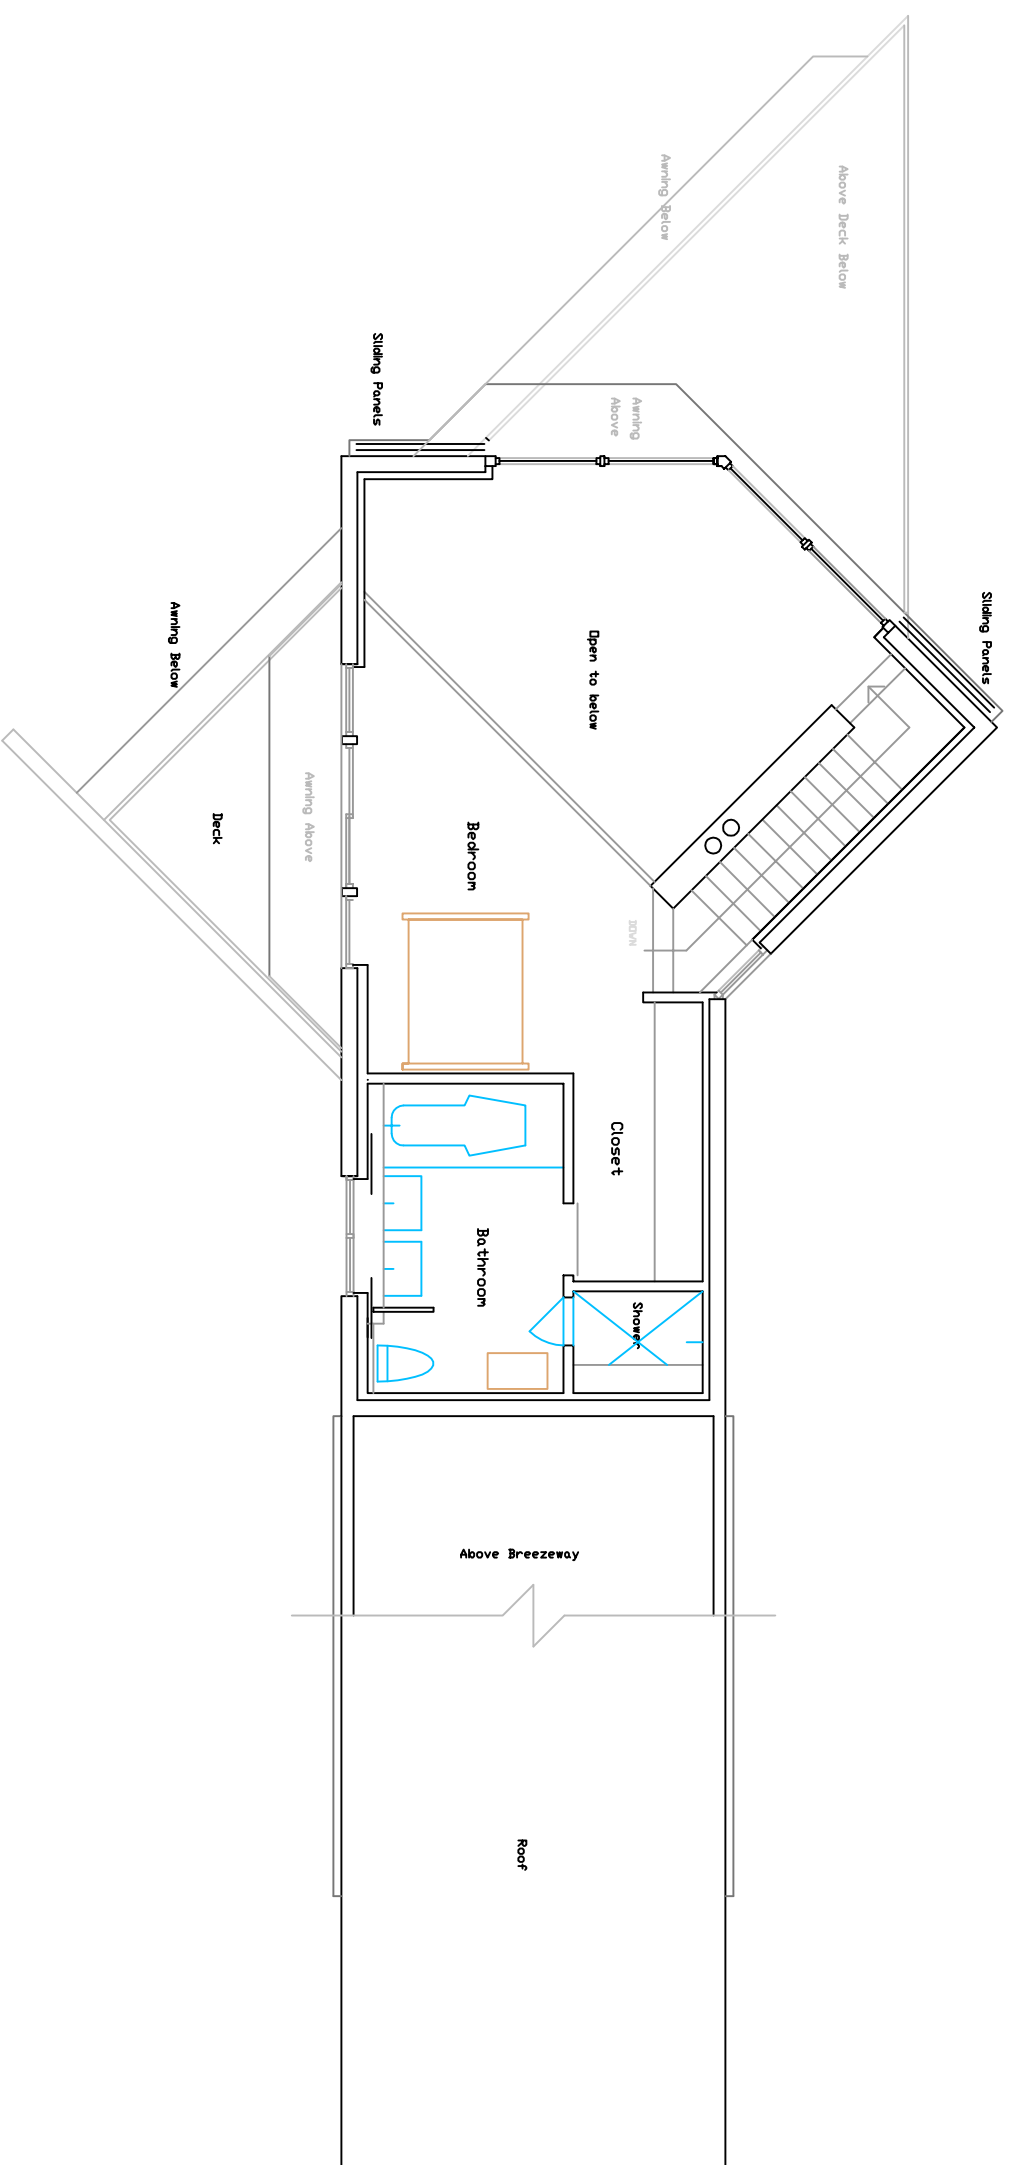 Awning Below
Above Deck Below
Sliding Panels
Awning
Above
Sliding Panels
Awning Below
Open to below
Awning Above
Deck
Bedroom
DOWN
Closet
Bathroom
Shower
Above Breezeway
Roof